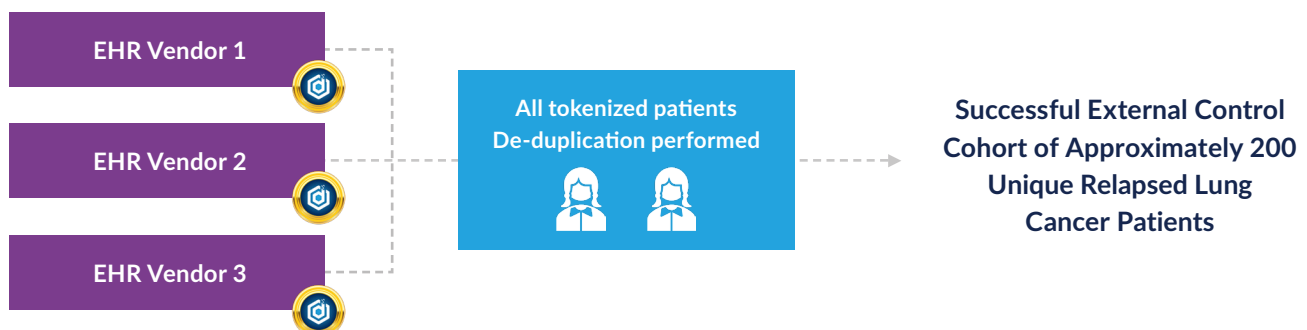 EHR Vendor 1
EHR Vendor 2
EHR Vendor 3
All tokenized patients
De-duplication performed
Successful External Control
Cohort of Approximately 200
Unique Relapsed Lung
Cancer Patients